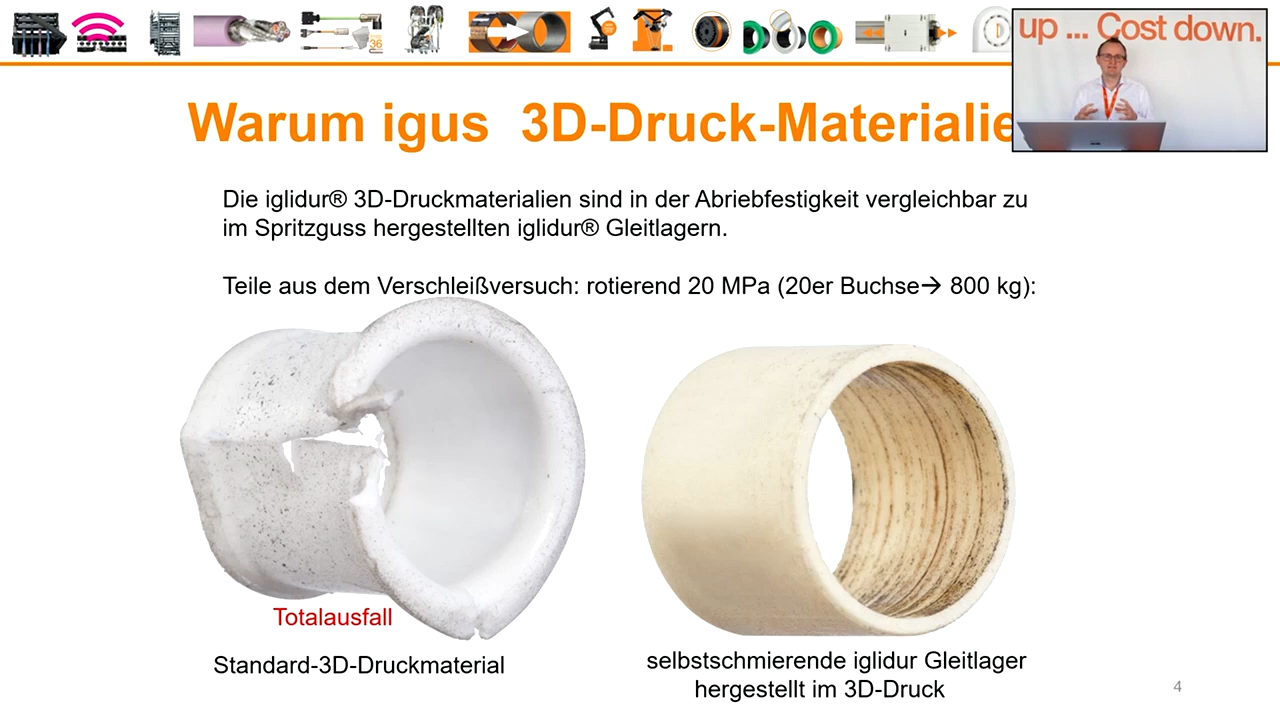 up ... Cost down.
Warum igus 3D-Druck-Materialie
Die iglidur® 3D-Druckmaterialien sind in der Abriebfestigkeit vergleichbar zu
im Spritzguss hergestellten iglidur® Gleitlagern.
Teile aus dem Verschleißversuch: rotierend 20 MPa (20er Buchse→ 800 kg):
Totalausfall
Standard-3D-Druckmaterial
selbstschmierende iglidur Gleitlager
hergestellt im 3D-Druck
4